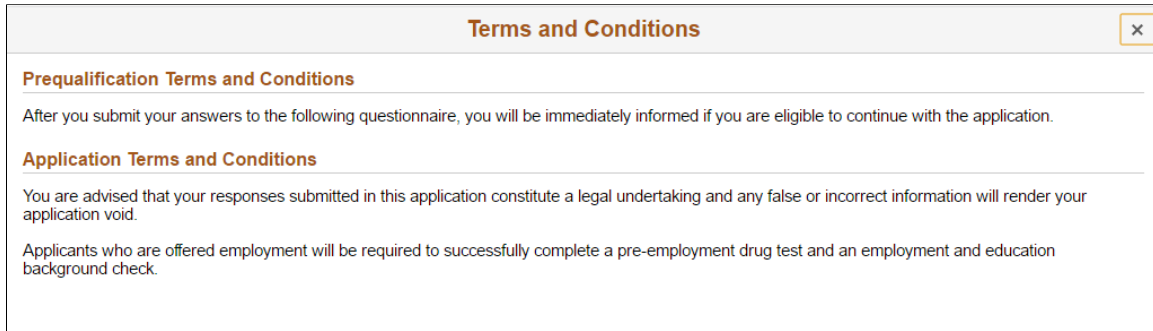 Terms and Conditions
×
Prequalification Terms and Conditions
After you submit your answers to the following questionnaire, you will be immediately informed if you are eligible to continue with the application.
Application Terms and Conditions
You are advised that your responses submitted in this application constitute a legal undertaking and any false or incorrect information will render your
application void.
Applicants who are offered employment will be required to successfully complete a pre-employment drug test and an employment and education
background check.